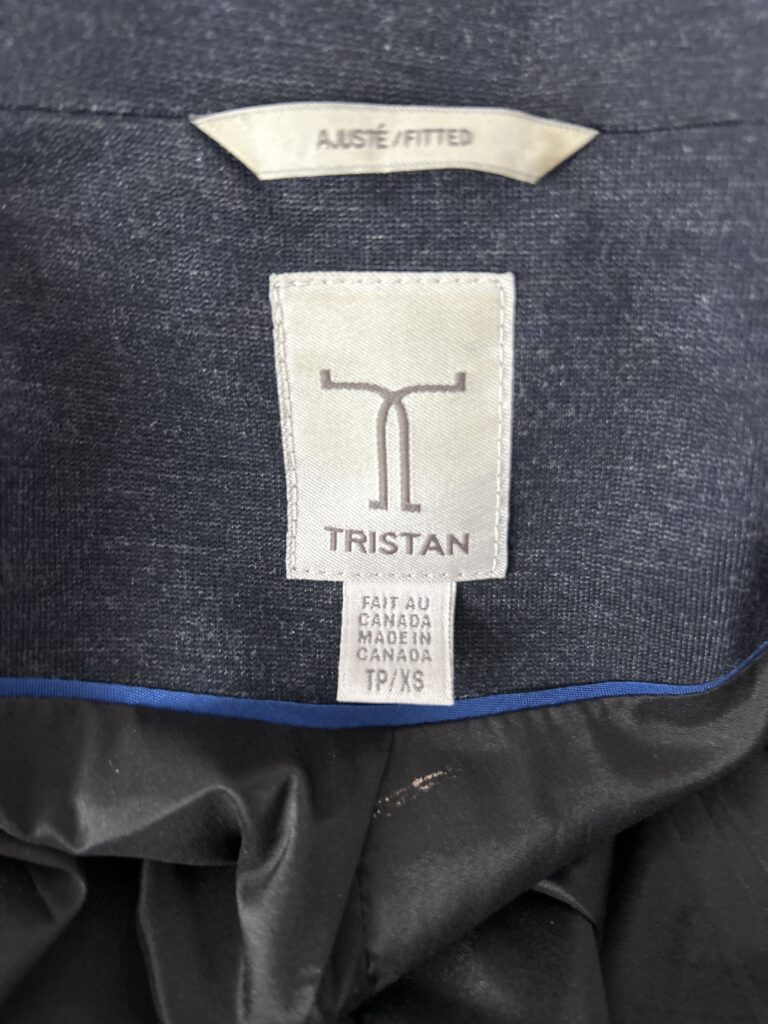 AJUSTÉ/FITTED
TRISTAN
FAIT AU
CANADA
MADE IN
CANADA
TP/XS